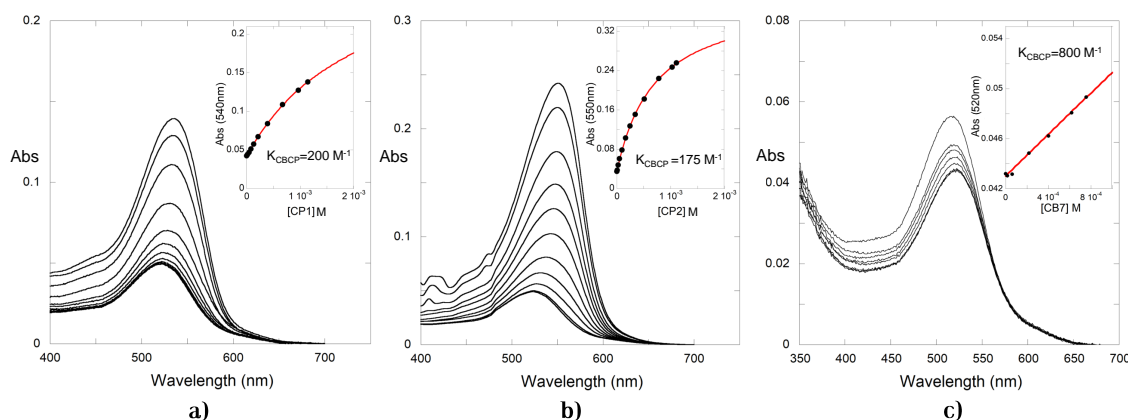 0.2
0.1
0
Abs
400
500
600
700
Wavelength (nm)
0.2
0.15
0.1
0.05
0
Abs (540nm)
K_CBCP=200 M⁻¹
0
1 10⁻³
2 10⁻³
[CP1] M
a)
0.3
0.2
0.1
0
Abs
400
500
600
700
Wavelength (nm)
0.32
0.24
0.16
0.08
0
Abs (550nm)
K_CBCP=175 M⁻¹
0
1 10⁻³
2 10⁻³
[CP2] M
b)
0.08
0.06
0.04
0.02
0
Abs
350
400
450
500
550
600
650
700
Wavelength (nm)
0.054
0.05
0.046
0.042
Abs (520nm)
K_CBCP=800 M⁻¹
0
4 10⁻⁴
8 10⁻⁴
[CB7] M
c)